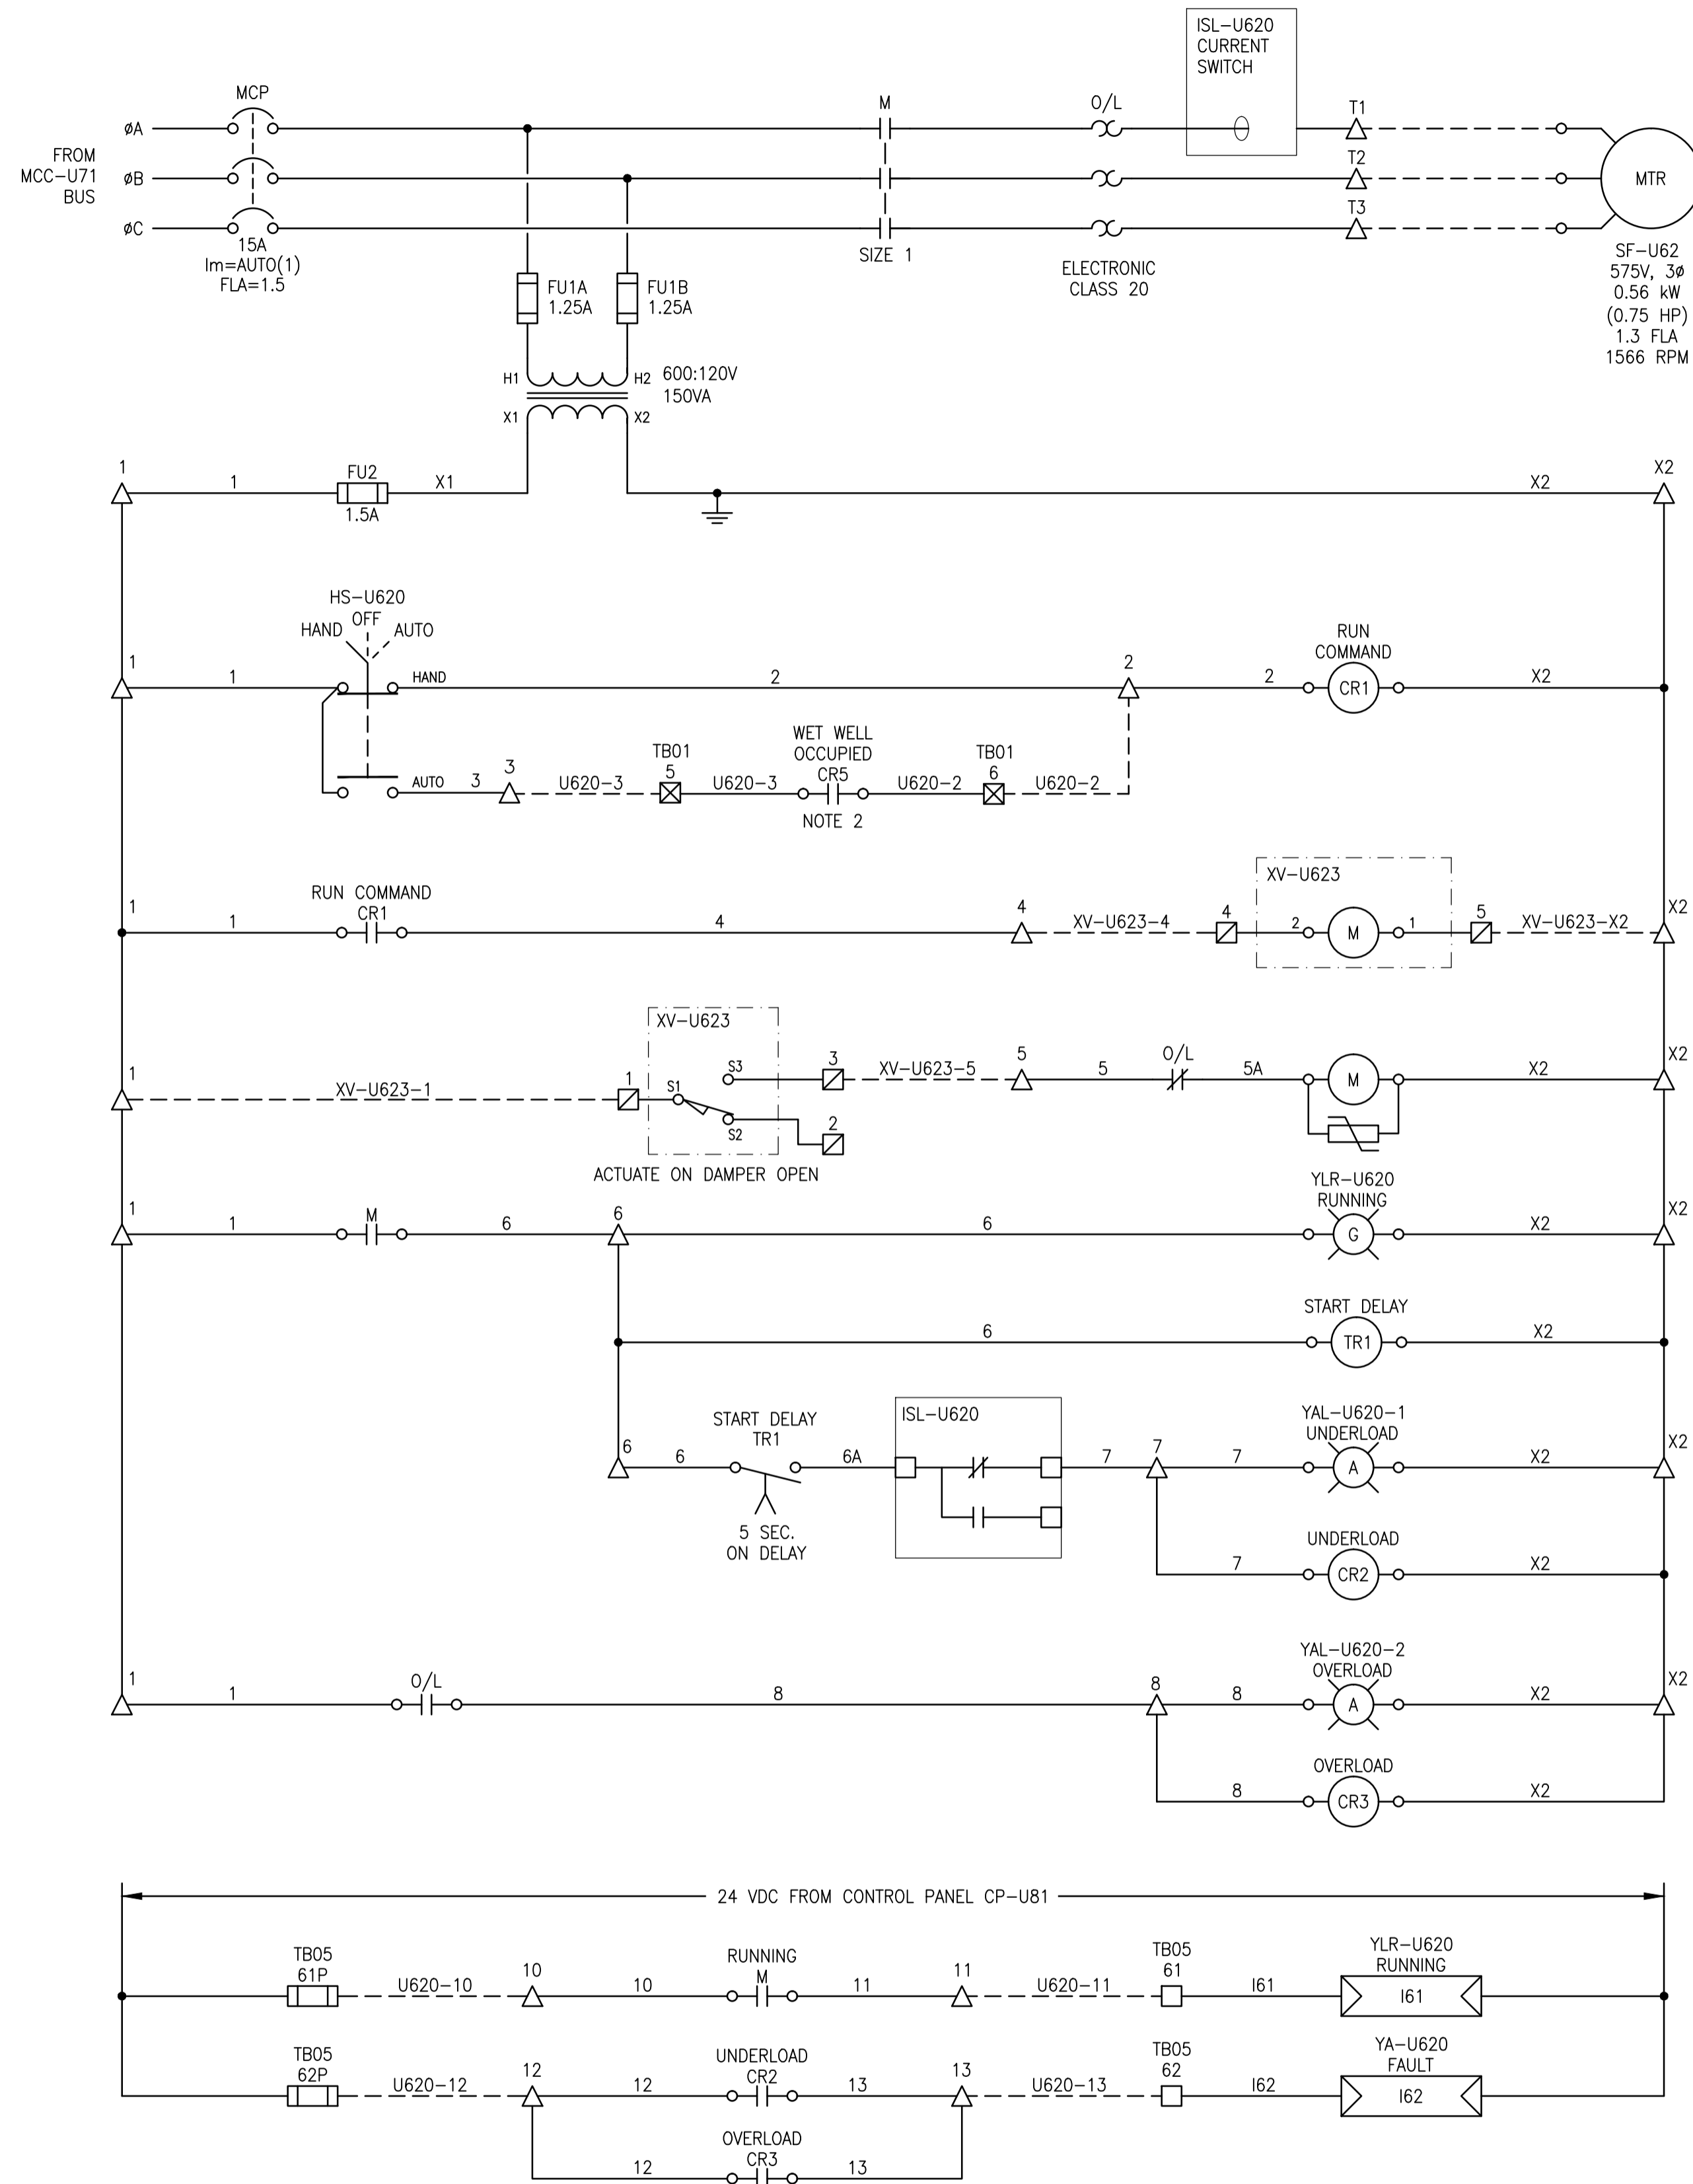 ISL-U620
CURRENT
SWITCH
MCP
M
O/L
T1
T2
T3
FROM
MCC-U71
BUS
øA
øB
øC
MTR
15A
Im=AUTO(1)
FLA=1.5
SIZE 1
ELECTRONIC
CLASS 20
SF-U62
575V, 3ø
0.56 kW
(0.75 HP)
1.3 FLA
1566 RPM
FU1A
1.25A
FU1B
1.25A
H1
H2
600:120V
150VA
X1
X2
1
1
FU2
1.5A
X1
X2
X2
HS-U620
OFF
HAND
AUTO
1
1
HAND
2
2
2
RUN
COMMAND
CR1
X2
AUTO
3
3
U620-3
TB01
5
U620-3
WET WELL
OCCUPIED
CR5
NOTE 2
U620-2
TB01
6
U620-2
1
1
RUN COMMAND
CR1
4
4
XV-U623-4
4
XV-U623
2
M
1
5
XV-U623-X2
X2
1
XV-U623-1
1
XV-U623
S1
S3
S2
3
2
ACTUATE ON DAMPER OPEN
XV-U623-5
5
5
O/L
5A
M
X2
X2
1
1
M
6
6
6
YLR-U620
RUNNING
G
X2
X2
6
START DELAY
TR1
X2
6
6
START DELAY
TR1
5 SEC.
ON DELAY
6A
ISL-U620
7
7
7
YAL-U620-1
UNDERLOAD
A
X2
X2
7
UNDERLOAD
CR2
X2
1
1
O/L
8
8
8
YAL-U620-2
OVERLOAD
A
X2
X2
8
OVERLOAD
CR3
X2
24 VDC FROM CONTROL PANEL CP-U81
TB05
61P
U620-10
10
10
RUNNING
M
11
11
U620-11
TB05
61
I61
YLR-U620
RUNNING
I61
TB05
62P
U620-12
12
12
UNDERLOAD
CR2
13
13
U620-13
TB05
62
I62
YA-U620
FAULT
I62
12
OVERLOAD
CR3
13